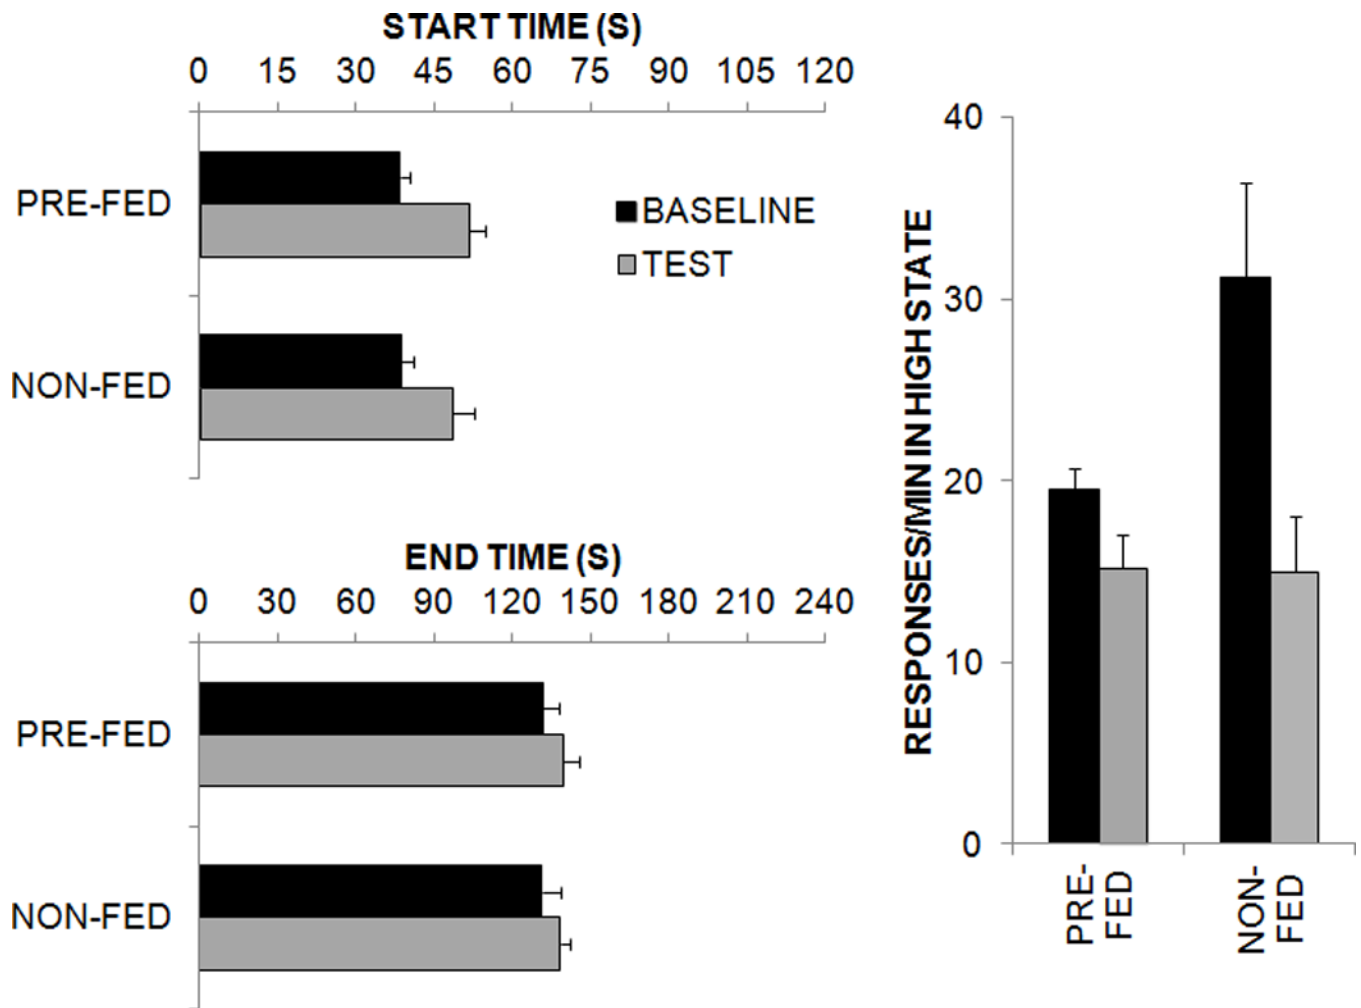 START TIME (S)
0 15 30 45 60 75 90 105 120
PRE-FED
NON-FED
BASELINE
TEST
END TIME (S)
0 30 60 90 120 150 180 210 240
PRE-FED
NON-FED
RESPONSES/MIN IN HIGH STATE
40
30
20
10
0
PRE-
FED
NON-
FED